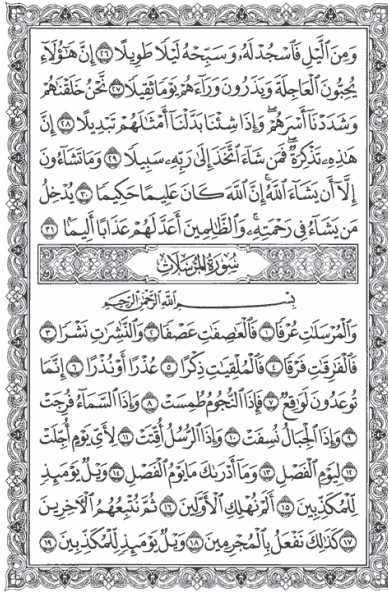 وَمِنَ ٱلَّيْلِ فَٱسْجُدْ لَهُۥ وَسَبِّحْهُ لَيْلًا طَوِيلًا ٢٦ إِنَّ هَٰٓؤُلَآءِ
يُحِبُّونَ ٱلْعَاجِلَةَ وَيَذَرُونَ وَرَآءَهُمْ يَوْمًا ثَقِيلًا ٢٧ نَّحْنُ خَلَقْنَٰهُمْ
وَشَدَدْنَآ أَسْرَهُمْ ۖ وَإِذَا شِئْنَا بَدَّلْنَآ أَمْثَٰلَهُمْ تَبْدِيلًا ٢٨ إِنَّ
هَٰذِهِۦ تَذْكِرَةٌ ۖ فَمَن شَآءَ ٱتَّخَذَ إِلَىٰ رَبِّهِۦ سَبِيلًا ٢٩ وَمَا تَشَآءُونَ
إِلَّآ أَن يَشَآءَ ٱللَّهُ ۚ إِنَّ ٱللَّهَ كَانَ عَلِيمًا حَكِيمًا ٣٠ يُدْخِلُ
مَن يَشَآءُ فِى رَحْمَتِهِۦ ۚ وَٱلظَّٰلِمِينَ أَعَدَّ لَهُمْ عَذَابًا أَلِيمًۢا ٣١
سُورَةُ المُرْسَلَات
بِسْمِ ٱللَّهِ ٱلرَّحْمَٰنِ ٱلرَّحِيمِ
وَٱلْمُرْسَلَٰتِ عُرْفًا ١ فَٱلْعَٰصِفَٰتِ عَصْفًا ٢ وَٱلنَّٰشِرَٰتِ نَشْرًا ٣
فَٱلْفَٰرِقَٰتِ فَرْقًا ٤ فَٱلْمُلْقِيَٰتِ ذِكْرًا ٥ عُذْرًا أَوْ نُذْرًا ٦ إِنَّمَا
تُوعَدُونَ لَوَٰقِعٌ ٧ فَإِذَا ٱلنُّجُومُ طُمِسَتْ ٨ وَإِذَا ٱلسَّمَآءُ فُرِجَتْ
٩ وَإِذَا ٱلْجِبَالُ نُسِفَتْ ١٠ وَإِذَا ٱلرُّسُلُ أُقِّتَتْ ١١ لِأَىِّ يَوْمٍ أُجِّلَتْ
١٢ لِيَوْمِ ٱلْفَصْلِ ١٣ وَمَآ أَدْرَىٰكَ مَا يَوْمُ ٱلْفَصْلِ ١٤ وَيْلٌ يَوْمَئِذٍ
لِّلْمُكَذِّبِينَ ١٥ أَلَمْ نُهْلِكِ ٱلْأَوَّلِينَ ١٦ ثُمَّ نُتْبِعُهُمُ ٱلْءَاخِرِينَ
١٧ كَذَٰلِكَ نَفْعَلُ بِٱلْمُجْرِمِينَ ١٨ وَيْلٌ يَوْمَئِذٍ لِّلْمُكَذِّبِينَ ١٩